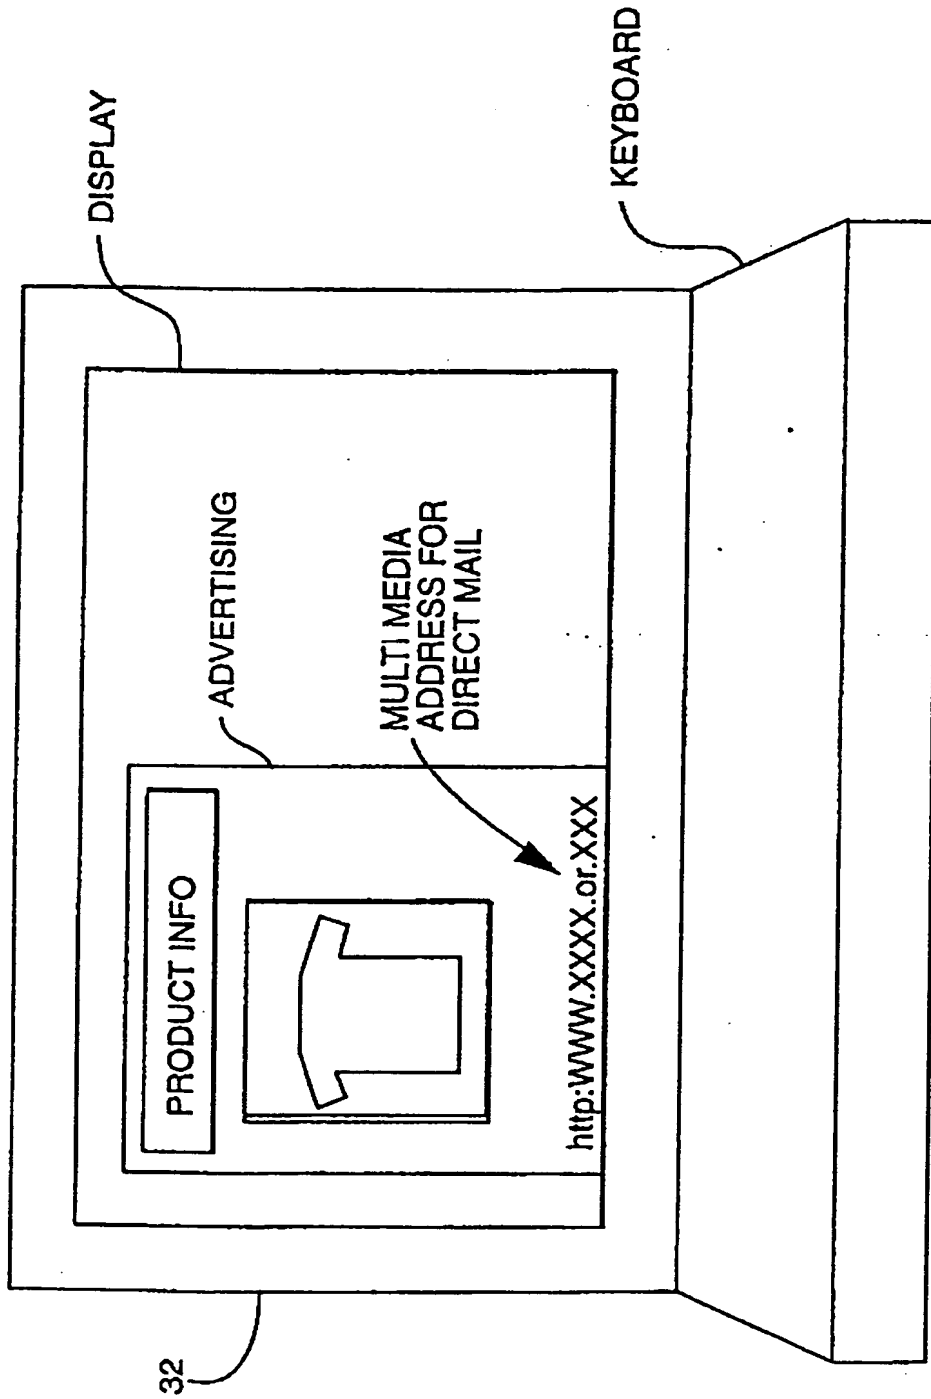 32
DISPLAY
PRODUCT INFO
ADVERTISING
MULTI MEDIA
ADDRESS FOR
DIRECT MAIL
http:WWW.XXXX.or.XXX
KEYBOARD